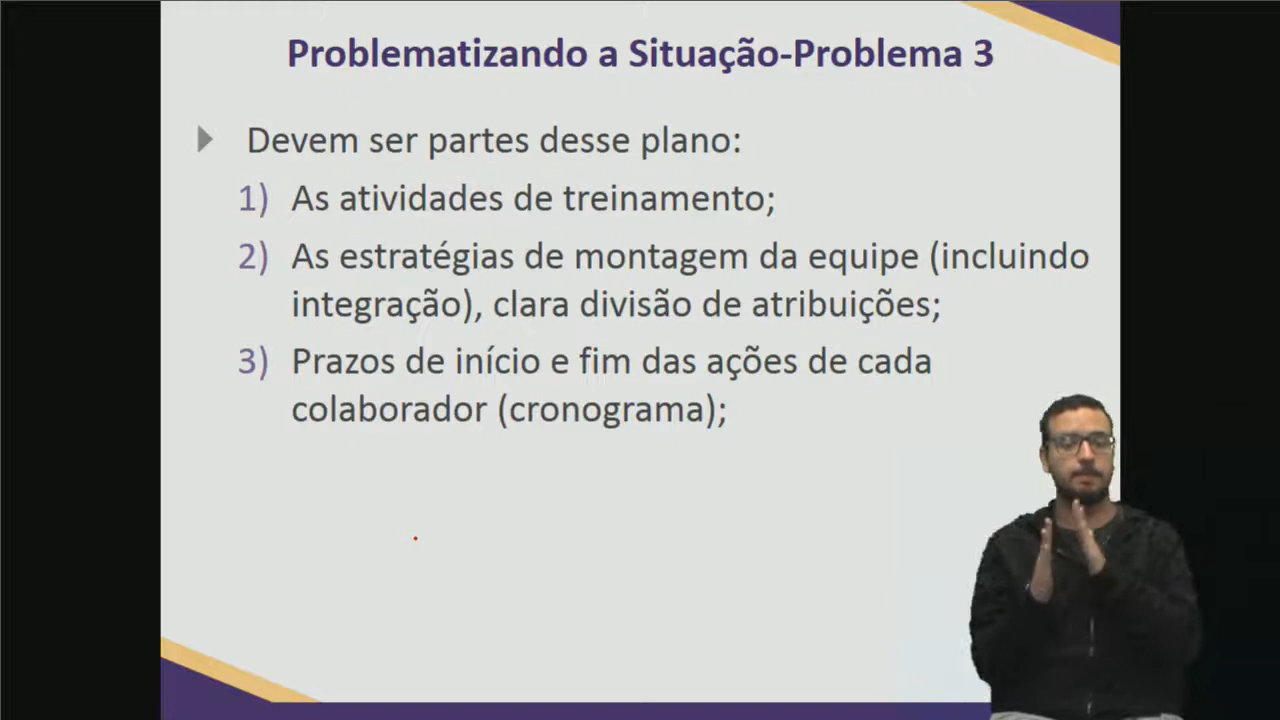 Problematizando a Situação-Problema 3
Devem ser partes desse plano:
1) As atividades de treinamento;
2) As estratégias de montagem da equipe (incluindo
integração), clara divisão de atribuições;
3) Prazos de início e fim das ações de cada
colaborador (cronograma);